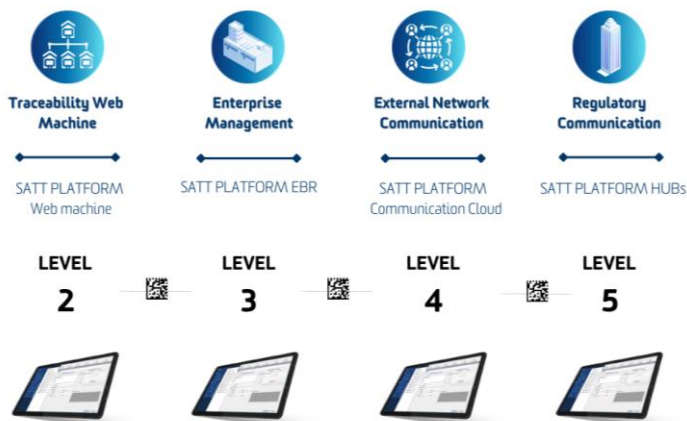 Traceability Web
Machine
Enterprise
Management
External Network
Communication
Regulatory
Communication
SATT PLATFORM
Web machine
SATT PLATFORM EBR
SATT PLATFORM
Communication Cloud
SATT PLATFORM HUBs
LEVEL
2
LEVEL
3
LEVEL
4
LEVEL
5